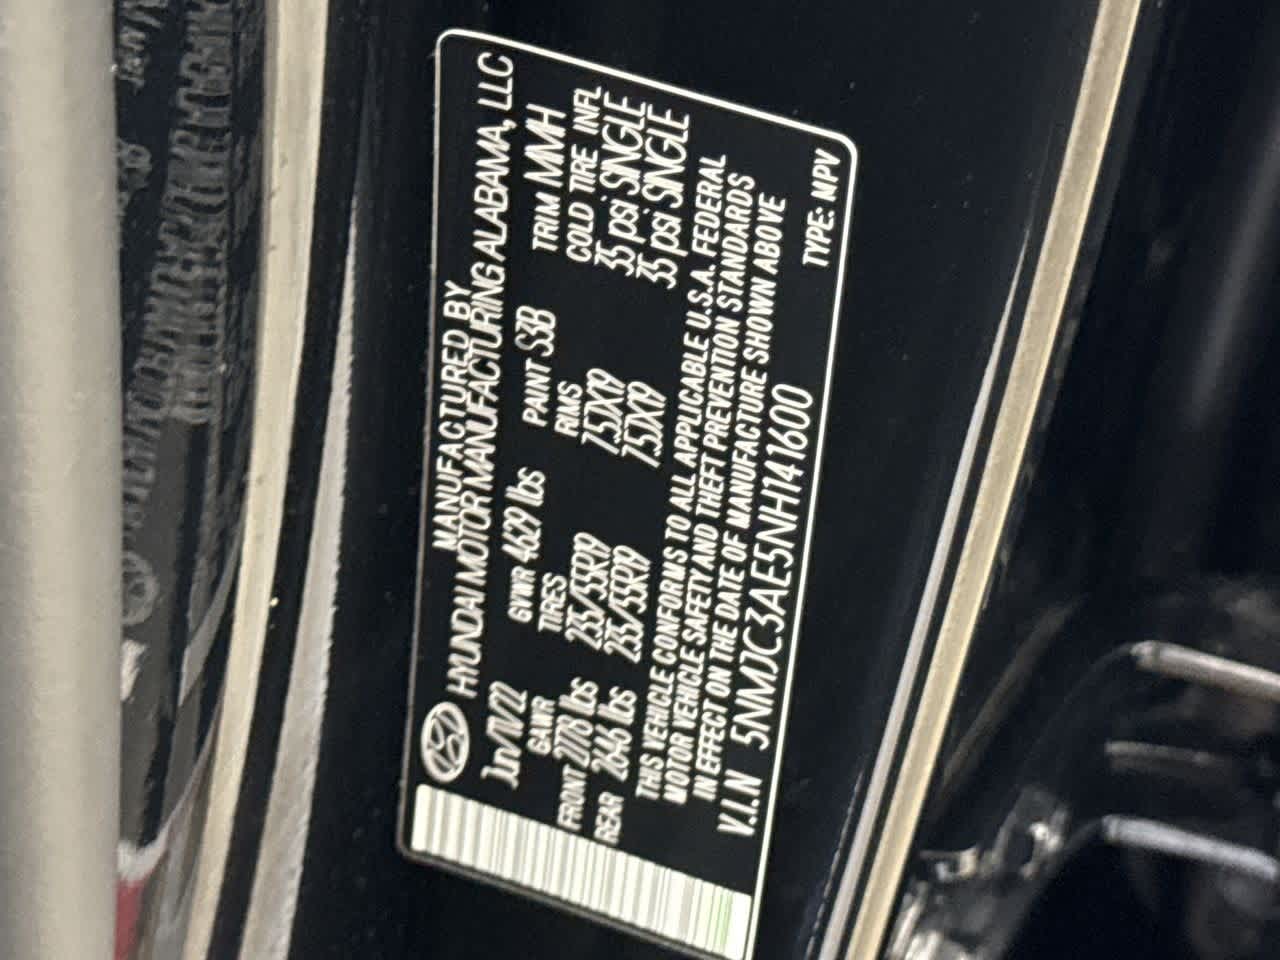 MANUFACTURED BY
HYUNDAI MOTOR MANUFACTURING ALABAMA, LLC
Jun/11/22 GVWR 4629 lbs PAINT S3B TRIM MMH
GAWR TIRES RIMS COLD TIRE INFL
FRONT 2778 lbs 235/55R19 7.5JX19 35 psi, SINGLE
REAR 2646 lbs 235/55R19 7.5JX19 35 psi, SINGLE
THIS VEHICLE CONFORMS TO ALL APPLICABLE U.S.A. FEDERAL
MOTOR VEHICLE SAFETY AND THEFT PREVENTION STANDARDS
IN EFFECT ON THE DATE OF MANUFACTURE SHOWN ABOVE
V.I.N 5NMJC3AE5NH141600 TYPE: MPV